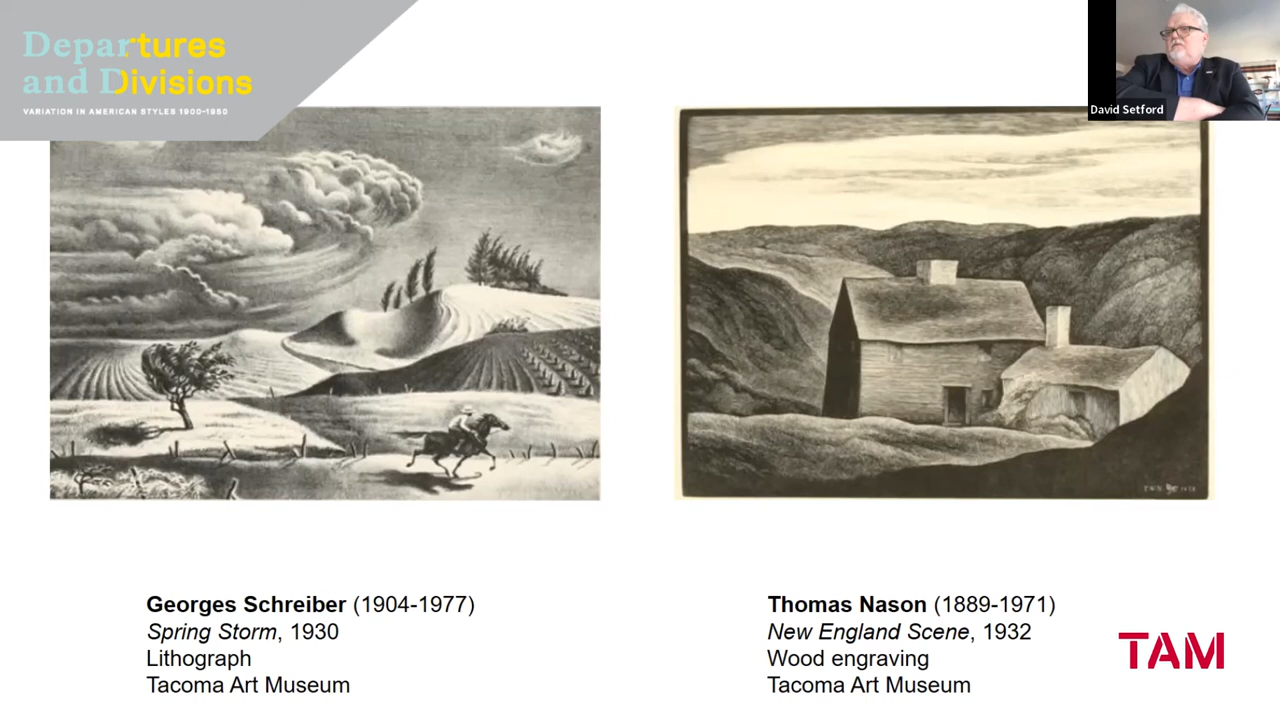 Departures
and Divisions
VARIATION IN AMERICAN STYLES 1900–1950
David Setford
Georges Schreiber (1904-1977)
Spring Storm, 1930
Lithograph
Tacoma Art Museum
Thomas Nason (1889-1971)
New England Scene, 1932
Wood engraving
Tacoma Art Museum
TAM